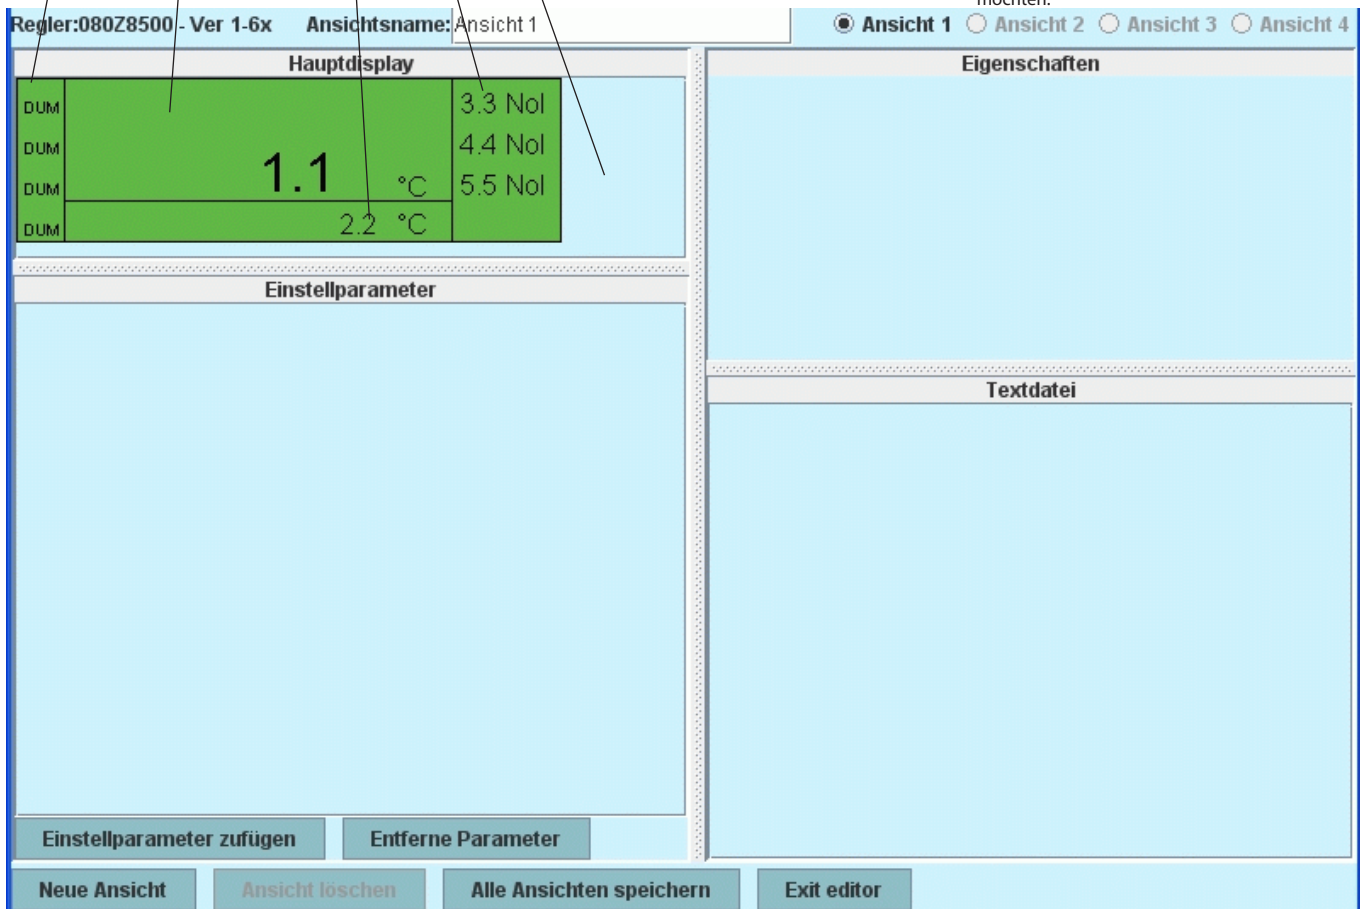 möchten.
Regler:080Z8500 - Ver 1-6x Ansichtsname: Ansicht 1 Ansicht 1 Ansicht 2 Ansicht 3 Ansicht 4
Hauptdisplay
DUM 3.3 Nol
DUM 4.4 Nol
DUM 1.1 °C 5.5 Nol
DUM 2.2 °C
Einstellparameter
Einstellparameter zufügen Entferne Parameter
Eigenschaften
Textdatei
Neue Ansicht Ansicht löschen Alle Ansichten speichern Exit editor